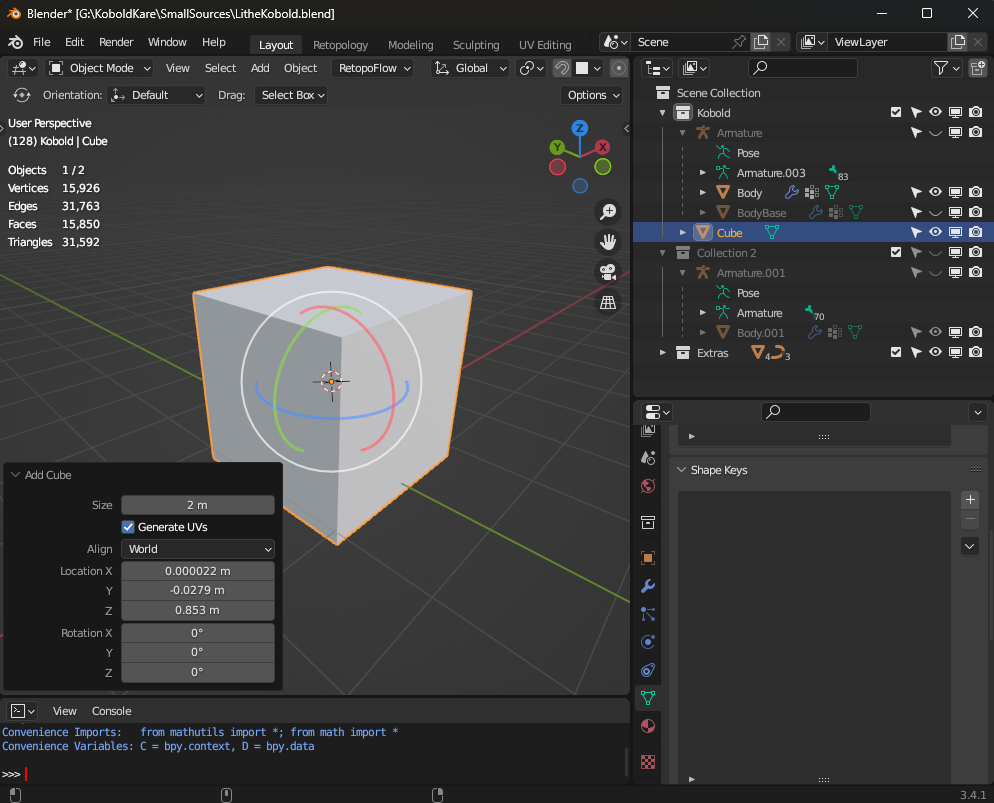 Blender* [G:\KoboldKare\SmallSources\LitheKobold.blend]
File Edit Render Window Help Layout Retopology Modeling Sculpting UV Editing Scene ViewLayer
Object Mode View Select Add Object RetopoFlow Global
Orientation: Default Drag: Select Box Options
User Perspective
(128) Kobold | Cube
Objects 1 / 2
Vertices 15,926
Edges 31,763
Faces 15,850
Triangles 31,592
Z
Y
X
Add Cube
Size 2 m
Generate UVs
Align World
Location X 0.000022 m
Y -0.0279 m
Z 0.853 m
Rotation X 0°
Y 0°
Z 0°
View Console
Convenience Imports: from mathutils import *; from math import *
Convenience Variables: C = bpy.context, D = bpy.data
>>>
Scene Collection
Kobold
Armature
Pose
Armature.003 83
Body
BodyBase
Cube
Collection 2
Armature.001
Pose
Armature 70
Body.001
Extras 4 3
Shape Keys
3.4.1